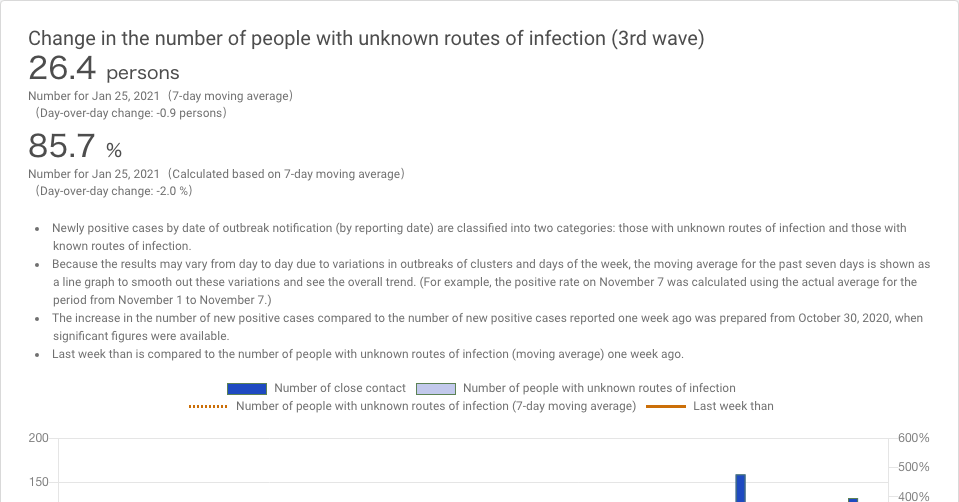 Change in the number of people with unknown routes of infection (3rd wave)
26.4 persons
Number for Jan 25, 2021 （7-day moving average）
（Day-over-day change: -0.9 persons）
85.7 %
Number for Jan 25, 2021 （Calculated based on 7-day moving average）
（Day-over-day change: -2.0 %）
• Newly positive cases by date of outbreak notification (by reporting date) are classified into two categories: those with unknown routes of infection and those with
known routes of infection.
• Because the results may vary from day to day due to variations in outbreaks of clusters and days of the week, the moving average for the past seven days is shown as
a line graph to smooth out these variations and see the overall trend. (For example, the positive rate on November 7 was calculated using the actual average for the
period from November 1 to November 7.)
• The increase in the number of new positive cases compared to the number of new positive cases reported one week ago was prepared from October 30, 2020, when
significant figures were available.
• Last week than is compared to the number of people with unknown routes of infection (moving average) one week ago.
Number of close contact Number of people with unknown routes of infection
Number of people with unknown routes of infection (7-day moving average) Last week than
200 600%
500%
150
400%